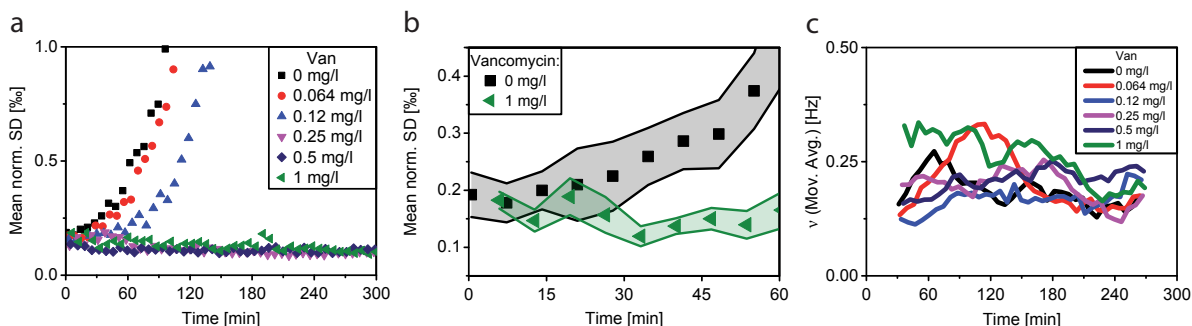 a
Mean norm. SD [‰]
1.0
0.5
0.0
0
60
120
180
240
300
Time [min]
Van
0 mg/l
0.064 mg/l
0.12 mg/l
0.25 mg/l
0.5 mg/l
1 mg/l
b
Mean norm. SD [‰]
0.4
0.3
0.2
0.1
0
15
30
45
60
Time [min]
Vancomycin:
0 mg/l
1 mg/l
c
ν (Mov. Avg.) [Hz]
0.50
0.25
0.00
0
60
120
180
240
300
Time [min]
Van
0 mg/l
0.064 mg/l
0.12 mg/l
0.25 mg/l
0.5 mg/l
1 mg/l